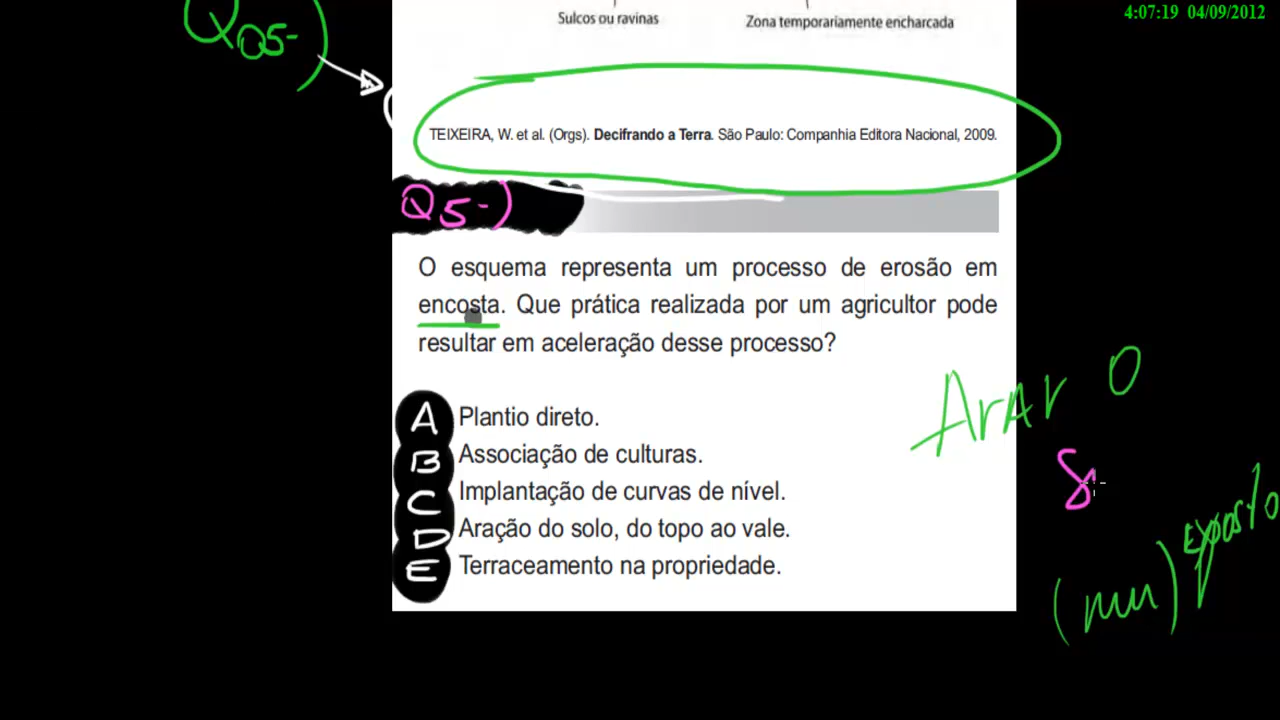 4:07:19 04/09/2012
Q05-)
Sulcos ou ravinas
Zona temporariamente encharcada
TEIXEIRA, W. et al. (Orgs). Decifrando a Terra. São Paulo: Companhia Editora Nacional, 2009.
Q5-)
O esquema representa um processo de erosão em
encosta. Que prática realizada por um agricultor pode
resultar em aceleração desse processo?
A Plantio direto.
B Associação de culturas.
C Implantação de curvas de nível.
D Aração do solo, do topo ao vale.
E Terraceamento na propriedade.
Arar o
S
exposto
(nu)